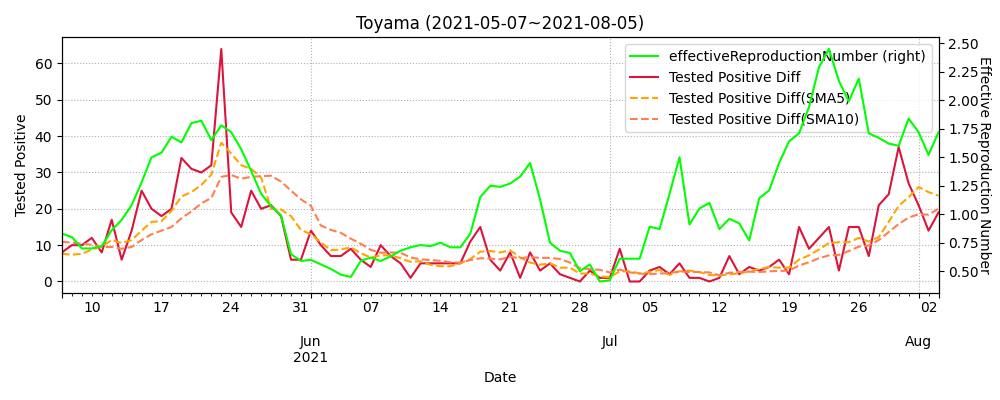 Toyama (2021-05-07~2021-08-05)
effectiveReproductionNumber (right)
Tested Positive Diff
Tested Positive Diff(SMA5)
Tested Positive Diff(SMA10)
Tested Positive
60
50
40
30
20
10
0
2.50
2.25
2.00
1.75
1.50
1.25
1.00
0.75
0.50
Effective Reproduction Number
10 17 24 31 07 14 21 28 05 12 19 26 02
Jun Jul Aug
2021
Date